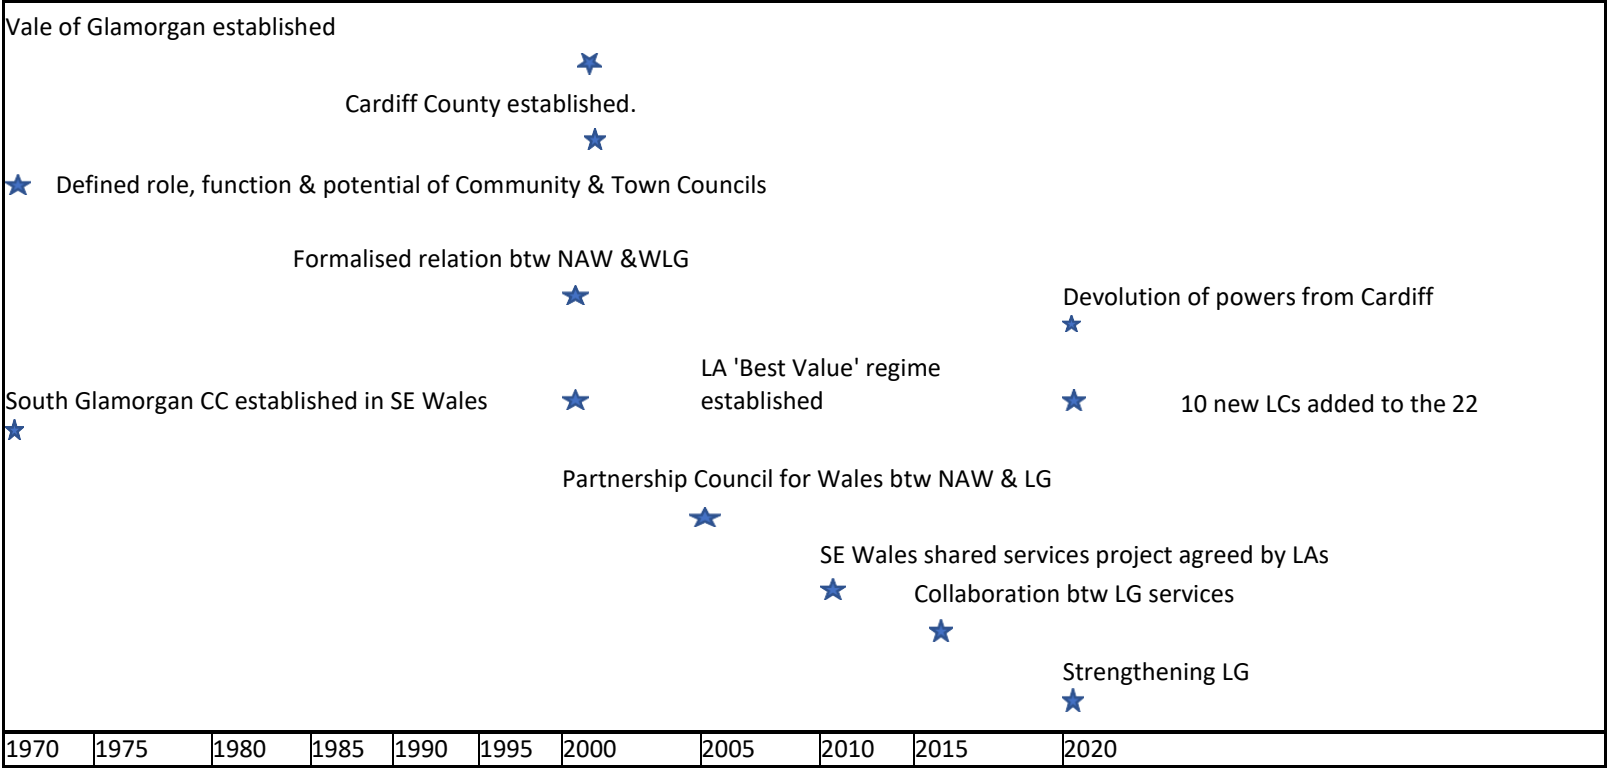 Vale of Glamorgan established
Cardiff County established.
Defined role, function & potential of Community & Town Councils
Formalised relation btw NAW &WLG
Devolution of powers from Cardiff
LA 'Best Value' regime
established
South Glamorgan CC established in SE Wales
10 new LCs added to the 22
Partnership Council for Wales btw NAW & LG
SE Wales shared services project agreed by LAs
Collaboration btw LG services
Strengthening LG
1970 1975 1980 1985 1990 1995 2000 2005 2010 2015 2020